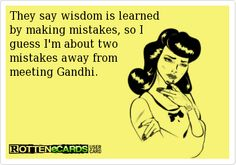 They say wisdom is learned
by making mistakes, so I
guess I'm about two
mistakes away from
meeting Gandhi.
ROTTENECARDS